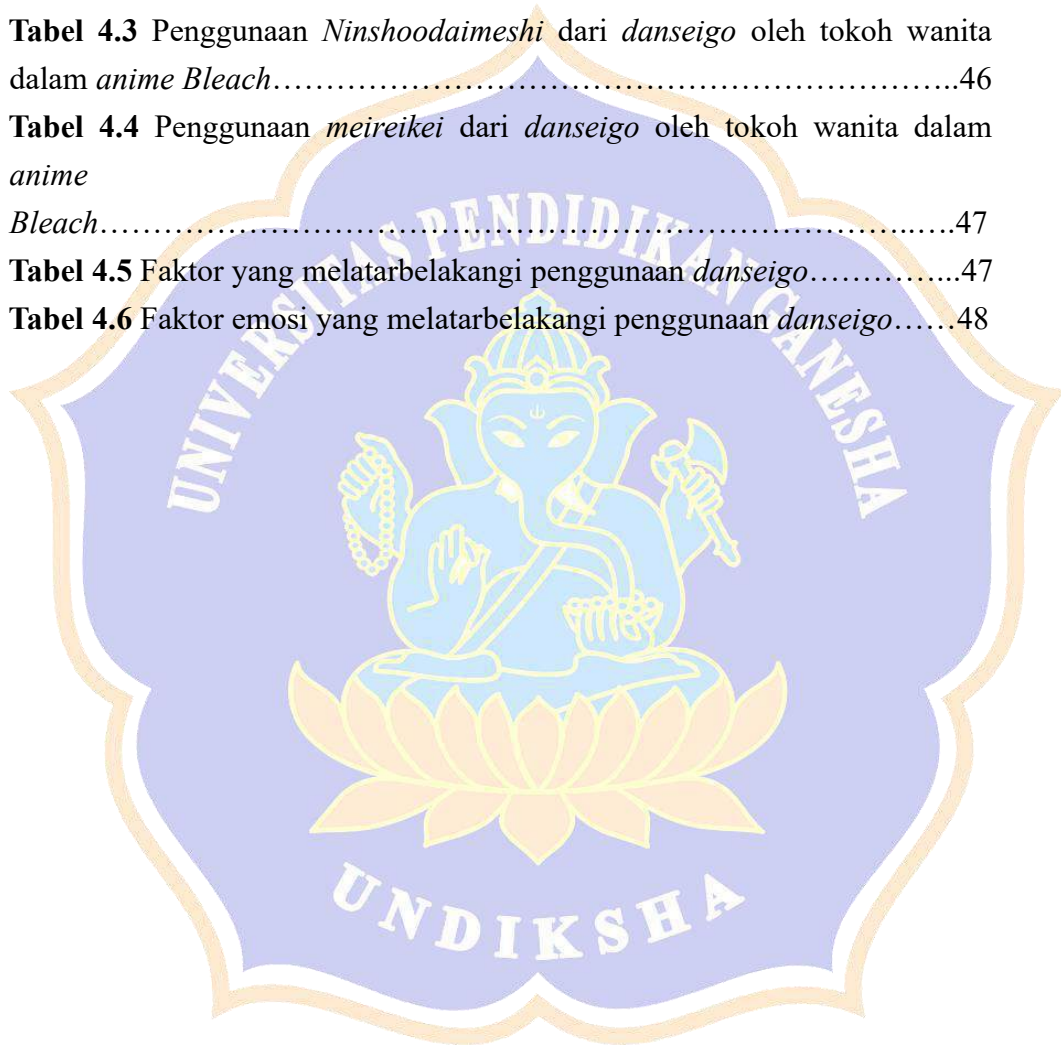 Tabel 4.3 Penggunaan Ninshoodaimeshi dari danseigo oleh tokoh wanita
dalam anime Bleach…………………………………………………………..46
Tabel 4.4 Penggunaan meireikei dari danseigo oleh tokoh wanita dalam
anime
Bleach……………………………………………………………………...….47
Tabel 4.5 Faktor yang melatarbelakangi penggunaan danseigo…………...47
Tabel 4.6 Faktor emosi yang melatarbelakangi penggunaan danseigo……48
UNIVERSITAS PENDIDIKAN GANESHA
UNDIKSHA